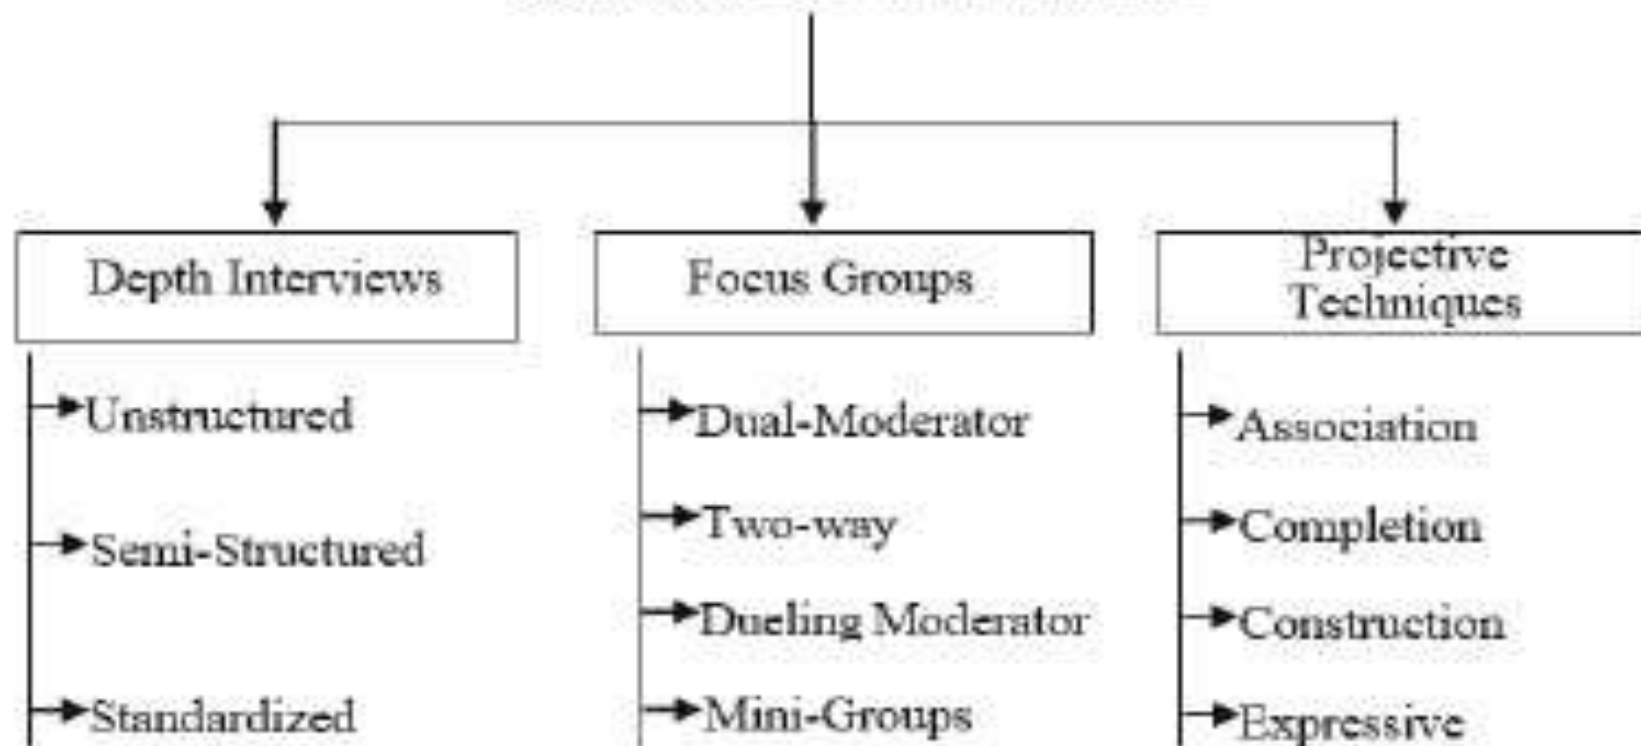 Depth Interviews
Focus Groups
Projective
Techniques
Unstructured
Semi-Structured
Standardized
Dual-Moderator
Two-way
Dueling Moderator
Mini-Groups
Association
Completion
Construction
Expressive